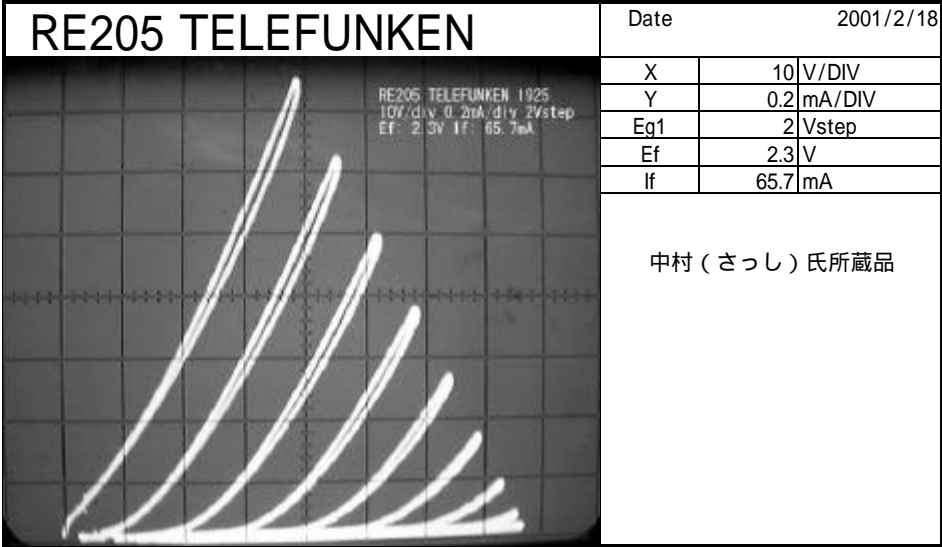 RE205 TELEFUNKEN
Date 2001/2/18
RE205 TELEFUNKEN 1925
10V/div 0.2mA/div 2Vstep
Ef: 2.3V If: 65.7mA
X 10 V/DIV
Y 0.2 mA/DIV
Eg1 2 Vstep
Ef 2.3 V
If 65.7 mA
中村(さっし)氏所蔵品